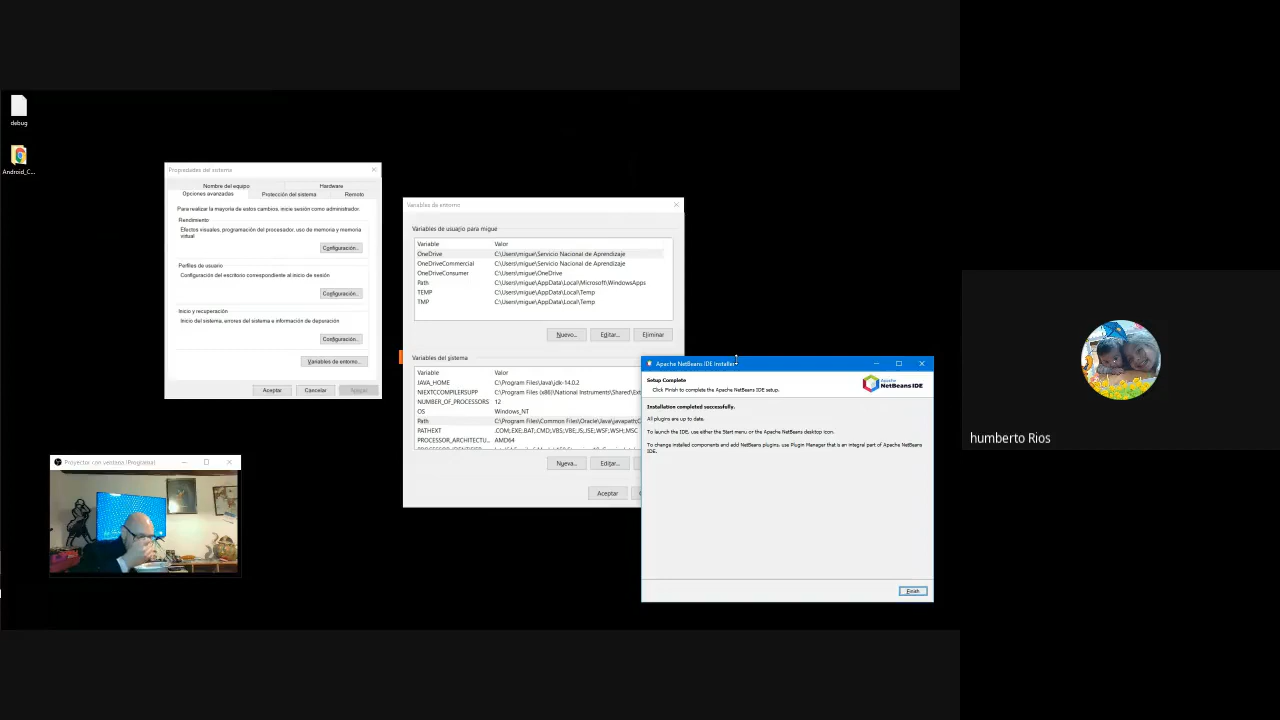 debug
Android_C...
Propiedades del sistema
Nombre del equipo
Hardware
Opciones avanzadas
Protección del sistema
Remoto
Para realizar la mayoría de estos cambios, inicie sesión como administrador.
Rendimiento
Efectos visuales, programación del procesador, uso de memoria y memoria
virtual
Configuración...
Perfiles de usuario
Configuración del escritorio correspondiente al inicio de sesión
Configuración...
Inicio y recuperación
Inicio del sistema, errores del sistema e información de depuración
Configuración...
Variables de entorno...
Aceptar
Cancelar
Aplicar
Variables de entorno
Variables de usuario para migue
Variable Valor
OneDrive C:\Users\migue\Servicio Nacional de Aprendizaje
OneDriveCommercial C:\Users\migue\Servicio Nacional de Aprendizaje
OneDriveConsumer C:\Users\migue\OneDrive
Path C:\Users\migue\AppData\Local\Microsoft\WindowsApps
TEMP C:\Users\migue\AppData\Local\Temp
TMP C:\Users\migue\AppData\Local\Temp
Nuevo...
Editar...
Eliminar
Variables del sistema
Variable Valor
JAVA_HOME C:\Program Files\Java\jdk-14.0.2
NIEXTCOMPILERSUPP C:\Program Files (x86)\National Instruments\Shared\Ext
NUMBER_OF_PROCESSORS 12
OS Windows_NT
Path C:\Program Files\Common Files\Oracle\Java\javapath;C
PATHEXT .COM;.EXE;.BAT;.CMD;.VBS;.VBE;.JS;.JSE;.WSF;.WSH;.MSC
PROCESSOR_ARCHITECTU... AMD64
Nueva...
Editar...
Aceptar
Apache NetBeans IDE Installer
Setup Complete
Click Finish to complete the Apache NetBeans IDE setup.
Apache
NetBeans IDE
Installation completed successfully.
All plugins are up to date.
To launch the IDE, use either the Start menu or the Apache NetBeans desktop icon.
To change installed components and add NetBeans plugins, use Plugin Manager that is an integral part of Apache NetBeans
IDE.
Finish
Proyector con ventana (Programa)
humberto Rios